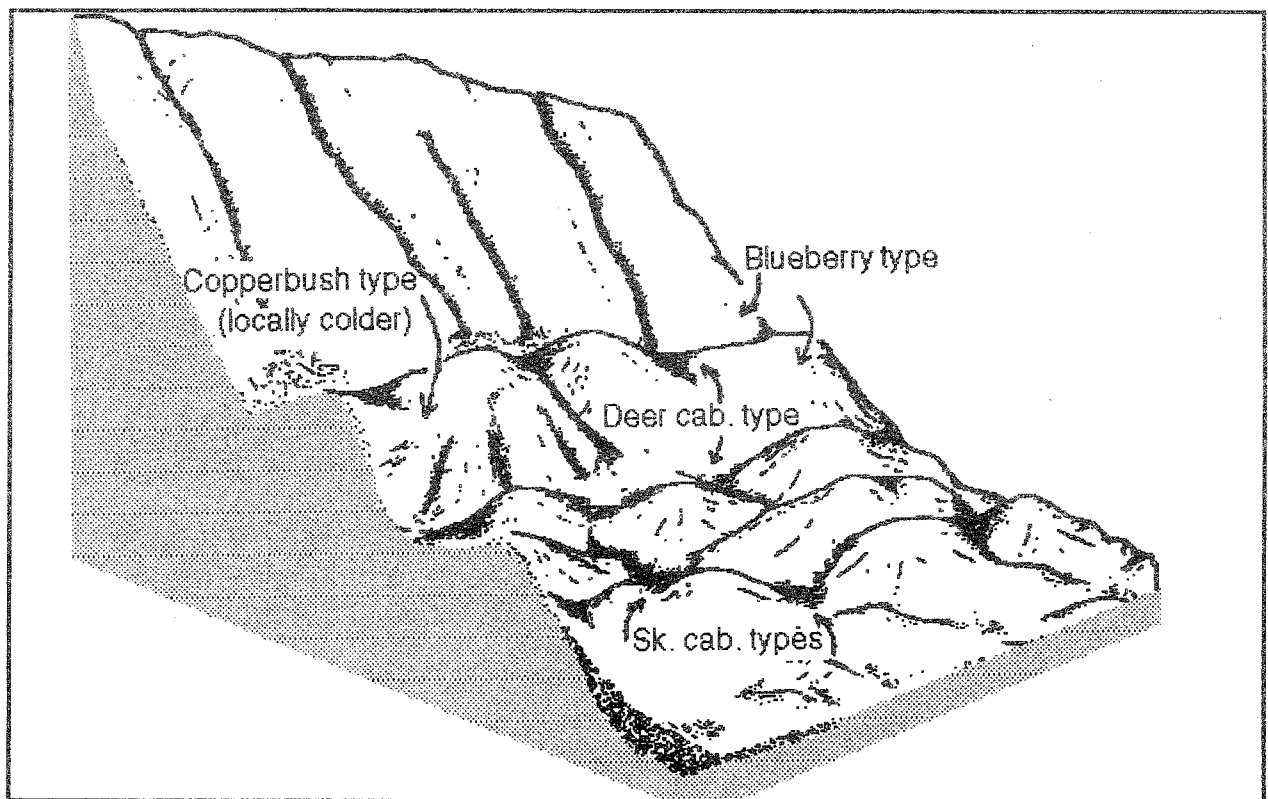 Blueberry type
Copperbush type
(locally colder)
Deer cab. type
Sk. cab. types